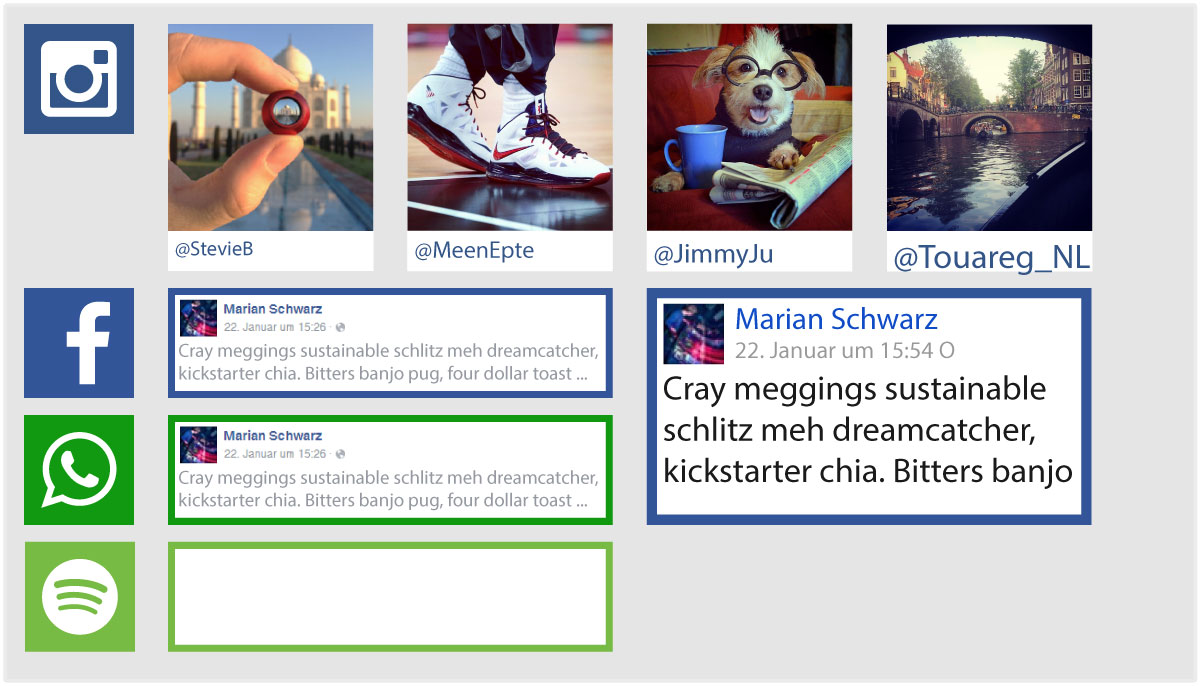 @StevieB
@MeenEpte
@JimmyJu
@Touareg_NL
Marian Schwarz
22. Januar um 15:26 ·
Cray meggings sustainable schlitz meh dreamcatcher,
kickstarter chia. Bitters banjo pug, four dollar toast ...
Marian Schwarz
22. Januar um 15:54 O
Cray meggings sustainable
schlitz meh dreamcatcher,
kickstarter chia. Bitters banjo
Marian Schwarz
22. Januar um 15:26 ·
Cray meggings sustainable schlitz meh dreamcatcher,
kickstarter chia. Bitters banjo pug, four dollar toast ...